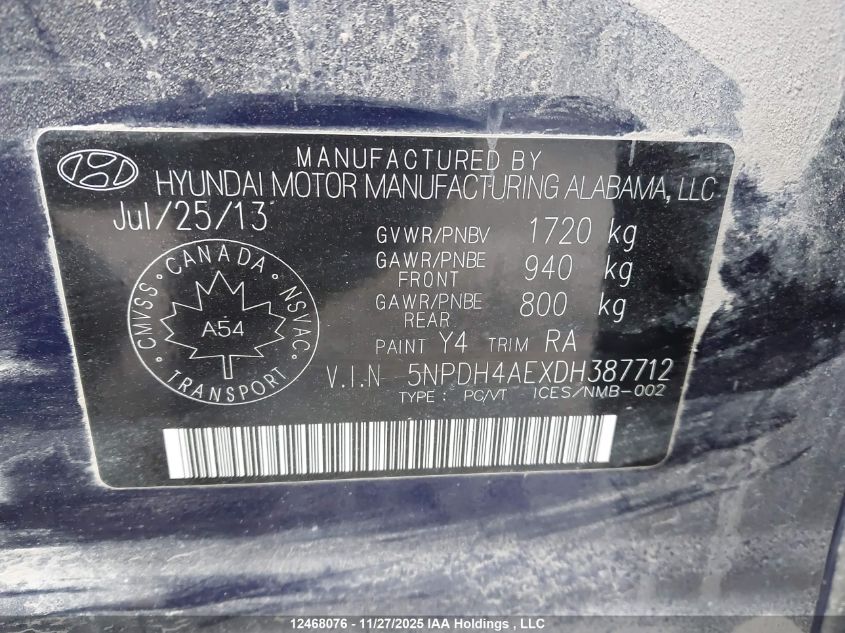 MANUFACTURED BY
HYUNDAI MOTOR MANUFACTURING ALABAMA, LLC
Jul/25/13
GVWR/PNBV 1720 kg
GAWR/PNBE FRONT 940 kg
GAWR/PNBE REAR 800 kg
PAINT Y4 TRIM RA
V.I.N 5NPDH4AEXDH387712
TYPE : PC/VT ICES/NMB-002
CANADA
CMVSS
NSVAC
A54
TRANSPORT
12468076 - 11/27/2025 IAA Holdings , LLC